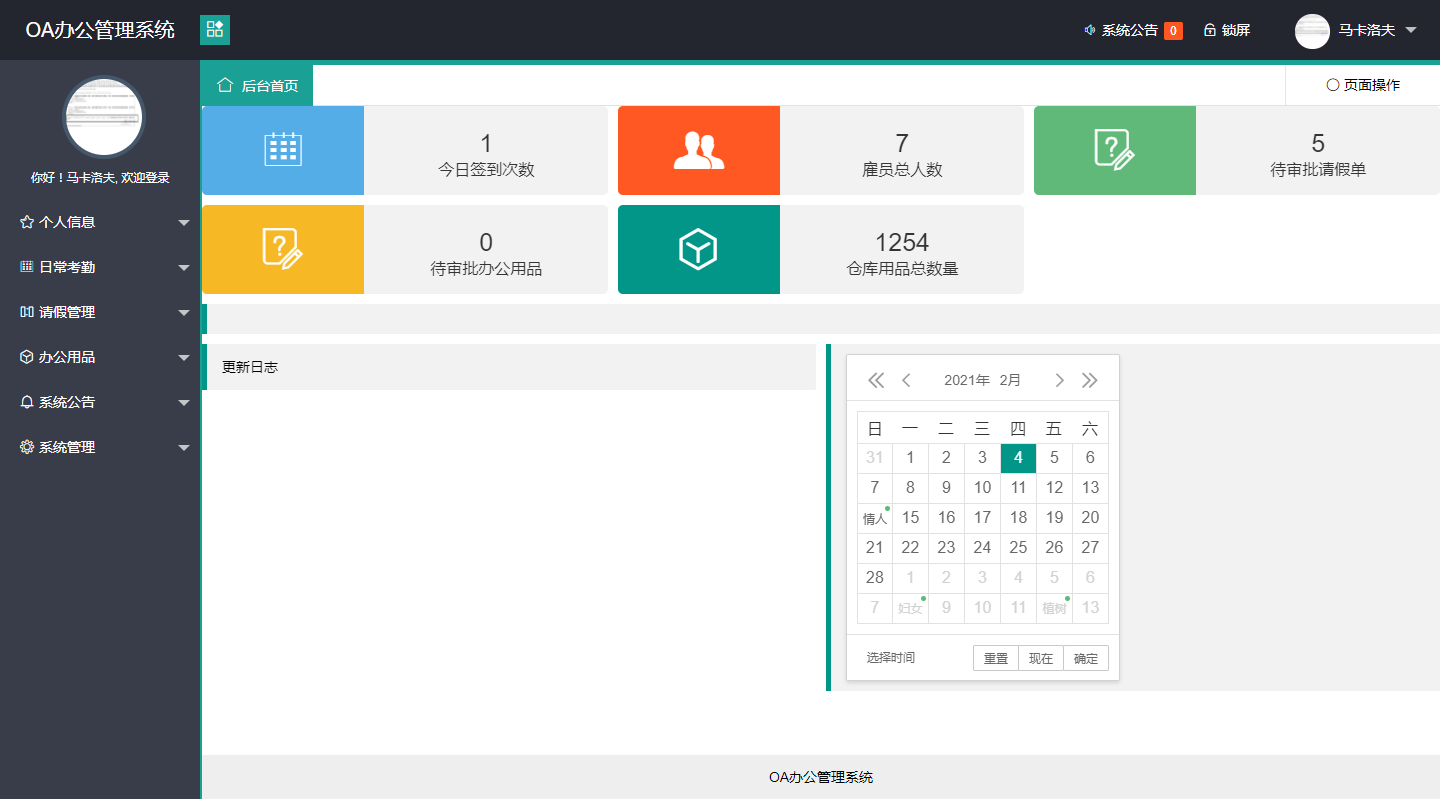 OA办公管理系统
系统公告 0 锁屏 马卡洛夫
你好！马卡洛夫, 欢迎登录
个人信息
日常考勤
请假管理
办公用品
系统公告
系统管理
后台首页 页面操作
1
今日签到次数
7
雇员总人数
5
待审批请假单
0
待审批办公用品
1254
仓库用品总数量
更新日志
2021年 2月
日 一 二 三 四 五 六
31 1 2 3 4 5 6
7 8 9 10 11 12 13
情人 15 16 17 18 19 20
21 22 23 24 25 26 27
28 1 2 3 4 5 6
7 妇女 9 10 11 植树 13
选择时间 重置 现在 确定
OA办公管理系统